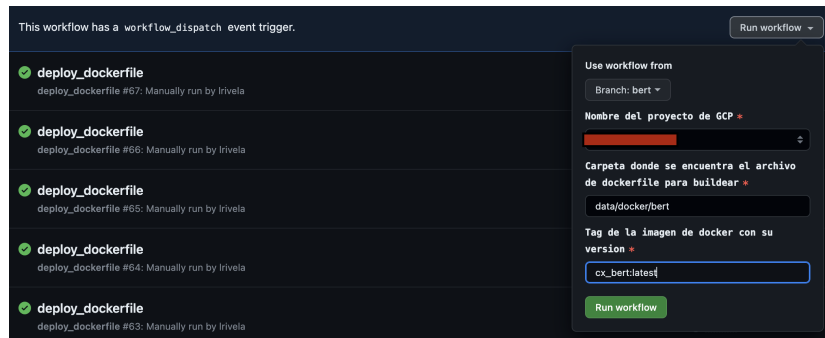 This workflow has a workflow_dispatch event trigger.
Run workflow
deploy_dockerfile
deploy_dockerfile #67: Manually run by lrivela
deploy_dockerfile
deploy_dockerfile #66: Manually run by lrivela
deploy_dockerfile
deploy_dockerfile #65: Manually run by lrivela
deploy_dockerfile
deploy_dockerfile #64: Manually run by lrivela
deploy_dockerfile
deploy_dockerfile #63: Manually run by lrivela
Use workflow from
Branch: bert
Nombre del proyecto de GCP *
Carpeta donde se encuentra el archivo
de dockerfile para buildear *
data/docker/bert
Tag de la imagen de docker con su
version *
cx_bert:latest
Run workflow